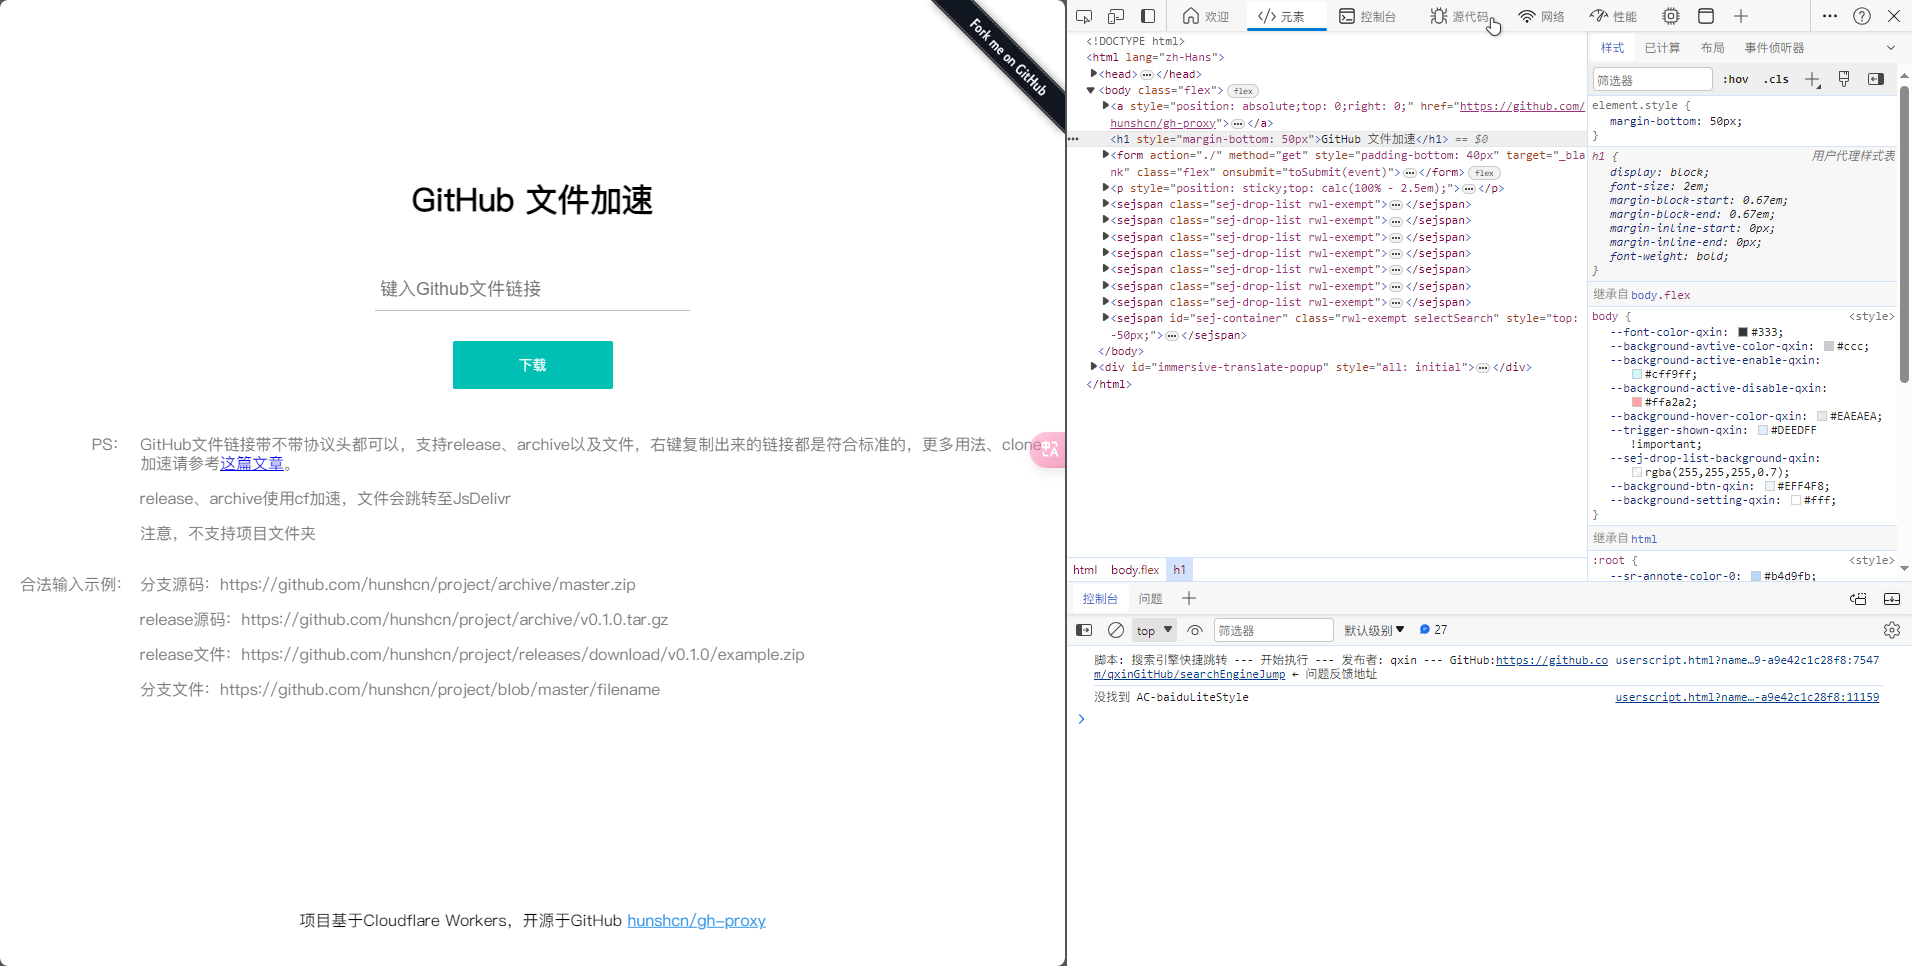 Fork me on GitHub
GitHub 文件加速
键入Github文件链接
下载
PS: GitHub文件链接带不带协议头都可以，支持release、archive以及文件，右键复制出来的链接都是符合标准的，更多用法、clone
加速请参考这篇文章。
release、archive使用cf加速，文件会跳转至JsDelivr
注意，不支持项目文件夹
合法输入示例： 分支源码：https://github.com/hunshcn/project/archive/master.zip
release源码：https://github.com/hunshcn/project/archive/v0.1.0.tar.gz
release文件：https://github.com/hunshcn/project/releases/download/v0.1.0/example.zip
分支文件：https://github.com/hunshcn/project/blob/master/filename
项目基于Cloudflare Workers，开源于GitHub hunshcn/gh-proxy
欢迎 元素 控制台 源代码 网络 性能
<!DOCTYPE html>
<html lang="zh-Hans">
<head>…</head>
<body class="flex"> flex
<a style="position: absolute;top: 0;right: 0;" href="https://github.com/
hunshcn/gh-proxy">…</a>
<h1 style="margin-bottom: 50px">GitHub 文件加速</h1> == $0
<form action="./" method="get" style="padding-bottom: 40px" target="_bla
nk" class="flex" onsubmit="toSubmit(event)">…</form> flex
<p style="position: sticky;top: calc(100% - 2.5em);">…</p>
<sejspan class="sej-drop-list rwl-exempt">…</sejspan>
<sejspan class="sej-drop-list rwl-exempt">…</sejspan>
<sejspan class="sej-drop-list rwl-exempt">…</sejspan>
<sejspan class="sej-drop-list rwl-exempt">…</sejspan>
<sejspan class="sej-drop-list rwl-exempt">…</sejspan>
<sejspan class="sej-drop-list rwl-exempt">…</sejspan>
<sejspan class="sej-drop-list rwl-exempt">…</sejspan>
<sejspan id="sej-container" class="rwl-exempt selectSearch" style="top:
-50px;">…</sejspan>
</body>
<div id="immersive-translate-popup" style="all: initial">…</div>
</html>
html body.flex h1
样式 已计算 布局 事件侦听器
筛选器 :hov .cls
element.style {
margin-bottom: 50px;
}
h1 { 用户代理样式表
display: block;
font-size: 2em;
margin-block-start: 0.67em;
margin-block-end: 0.67em;
margin-inline-start: 0px;
margin-inline-end: 0px;
font-weight: bold;
}
继承自 body.flex
body { <style>
--font-color-qxin: #333;
--background-avtive-color-qxin: #ccc;
--background-active-enable-qxin:
#cff9ff;
--background-active-disable-qxin:
#ffa2a2;
--background-hover-color-qxin: #EAEAEA;
--trigger-shown-qxin: #DEEDFF
!important;
--sej-drop-list-background-qxin:
rgba(255,255,255,0.7);
--background-btn-qxin: #EFF4F8;
--background-setting-qxin: #fff;
}
继承自 html
:root { <style>
--sr-annote-color-0: #b4d9fb;
控制台 问题
top 筛选器 默认级别 27
脚本: 搜索引擎快捷跳转 --- 开始执行 --- 发布者: qxin --- GitHub:https://github.co userscript.html?name…9-a9e42c1c28f8:7547
m/qxinGitHub/searchEngineJump ← 问题反馈地址
没找到 AC-baiduLiteStyle userscript.html?name…-a9e42c1c28f8:11159